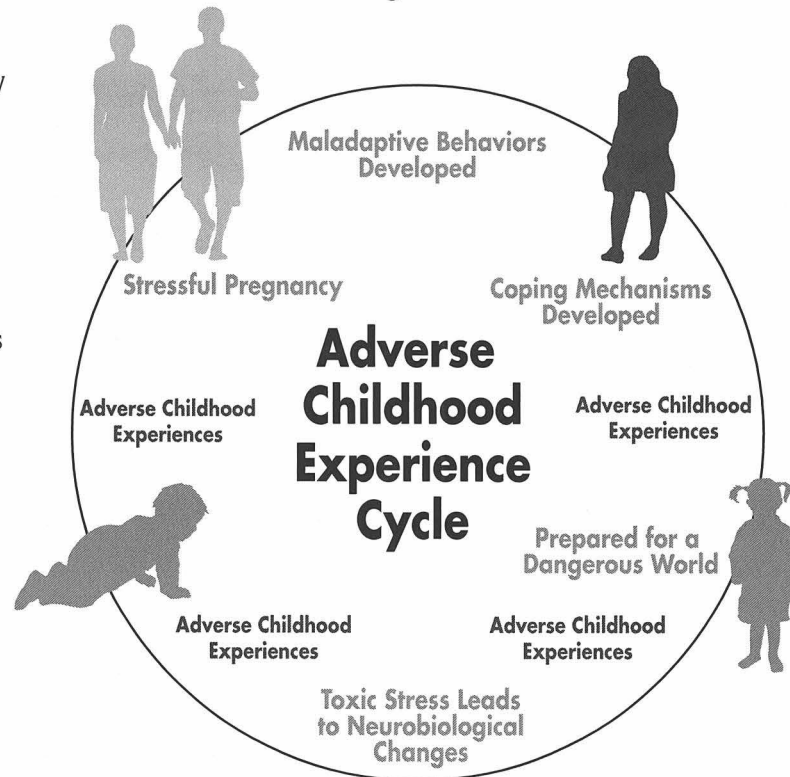 Maladaptive Behaviors
Developed
Stressful Pregnancy
Coping Mechanisms
Developed
Adverse
Childhood
Experience
Cycle
Adverse Childhood
Experiences
Adverse Childhood
Experiences
Prepared for a
Dangerous World
Adverse Childhood
Experiences
Adverse Childhood
Experiences
Toxic Stress Leads
to Neurobiological
Changes